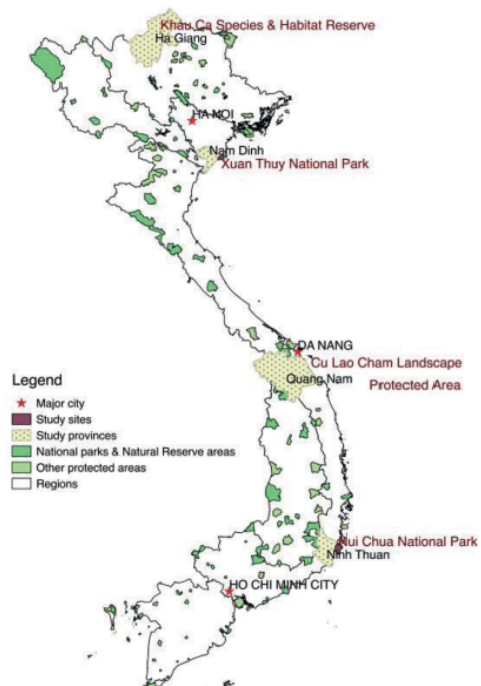 Khau Ca Species & Habitat Reserve
Ha Giang
HA NOI
Nam Dinh
Xuan Thuy National Park
DA NANG
Cu Lao Cham Landscape
Quang Nam
Protected Area
Legend
Major city
Study sites
Study provinces
National parks & Natural Reserve areas
Other protected areas
Regions
Nui Chua National Park
Ninh Thuan
HO CHI MINH CITY